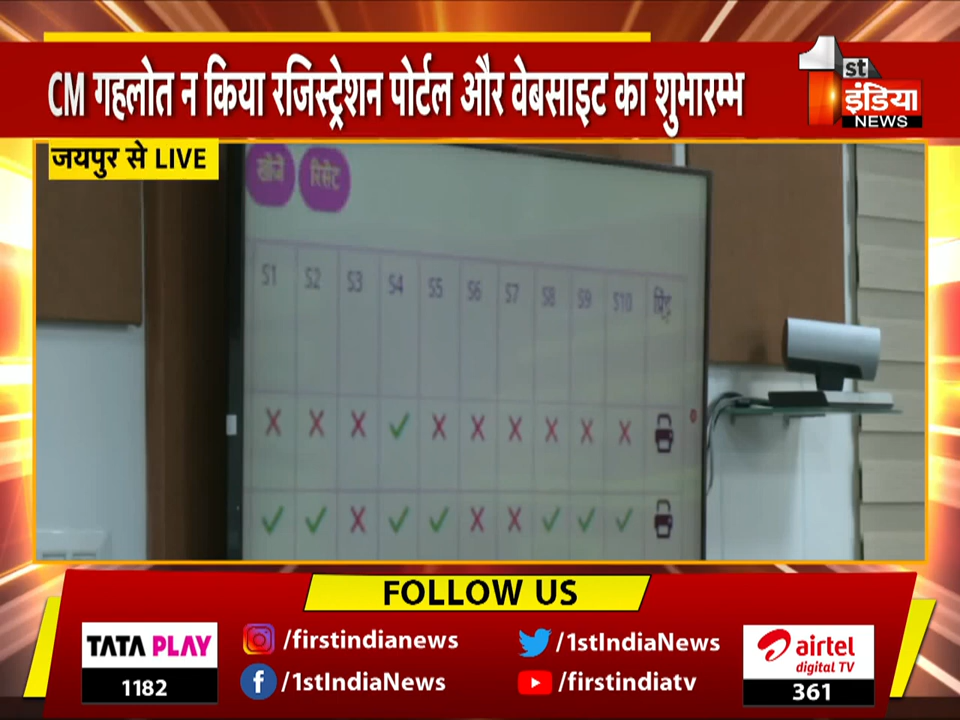 CM गहलोत न किया रजिस्ट्रेशन पोर्टल और वेबसाइट का शुभारम्भ
1st
इंडिया
NEWS
जयपुर से LIVE
खोजें रिसेट
S1 S2 S3 S4 S5 S6 S7 S8 S9 S10 प्रिंट
FOLLOW US
TATA PLAY
1182
/firstindianews
/1stIndiaNews
/1stIndiaNews
/firstindiatv
airtel
digital TV
361